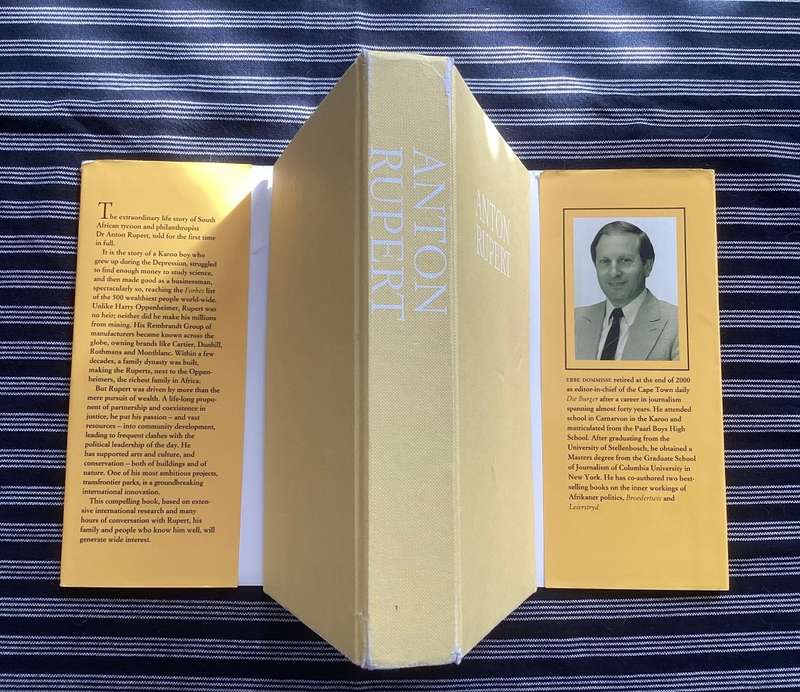 The extraordinary life story of South
African tycoon and philanthropist
Dr Anton Rupert, told for the first time
in full.
It is the story of a Karoo boy who
grew up during the Depression, struggled
to find enough money to study science,
and then made good as a businessman,
spectacularly so, reaching the Forbes list
of the 500 wealthiest people world-wide.
Unlike Harry Oppenheimer, Rupert was
no heir; neither did he make his millions
from mining. His Rembrandt Group of
manufacturers became known across the
globe, owning brands like Cartier, Dunhill,
Rothmans and Montblanc. Within a few
decades, a family dynasty was built,
making the Ruperts, next to the Oppen-
heimers, the richest family in Africa.
But Rupert was driven by more than the
mere pursuit of wealth. A life-long propo-
nent of partnership and coexistence in
justice, he put his passion – and vast
resources – into community development,
leading to frequent clashes with the
political leadership of the day. He
has supported arts and culture, and
conservation – both of buildings and of
nature. One of his most ambitious projects,
transfrontier parks, is a groundbreaking
international innovation.
This compelling book, based on exten-
sive international research and many
hours of conversation with Rupert, his
family and people who know him well, will
generate wide interest.
ANTON
RUPERT
1
ANTON
RUPERT
EBBE DOMMISSE retired at the end of 2000
as editor-in-chief of the Cape Town daily
Die Burger after a career in journalism
spanning almost forty years. He attended
school in Carnarvon in the Karoo and
matriculated from the Paarl Boys High
School. After graduating from the
University of Stellenbosch, he obtained a
Masters degree from the Graduate School
of Journalism of Columbia University in
New York. He has co-authored two best-
selling books on the inner workings of
Afrikaner politics, Broedertwis and
Leierstryd.